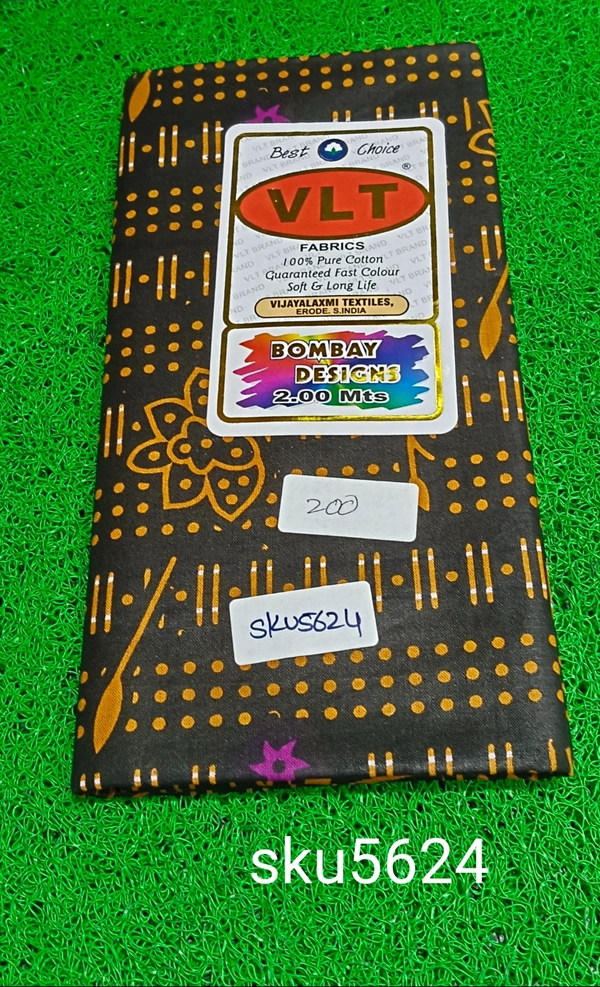 Best Choice
VLT ®
FABRICS
100% Pure Cotton
Guaranteed Fast Colour
Soft & Long Life
VIJAYALAXMI TEXTILES,
ERODE. S.INDIA
BOMBAY
DESIGNS
2.00 Mts
200
SKU5624
sku5624